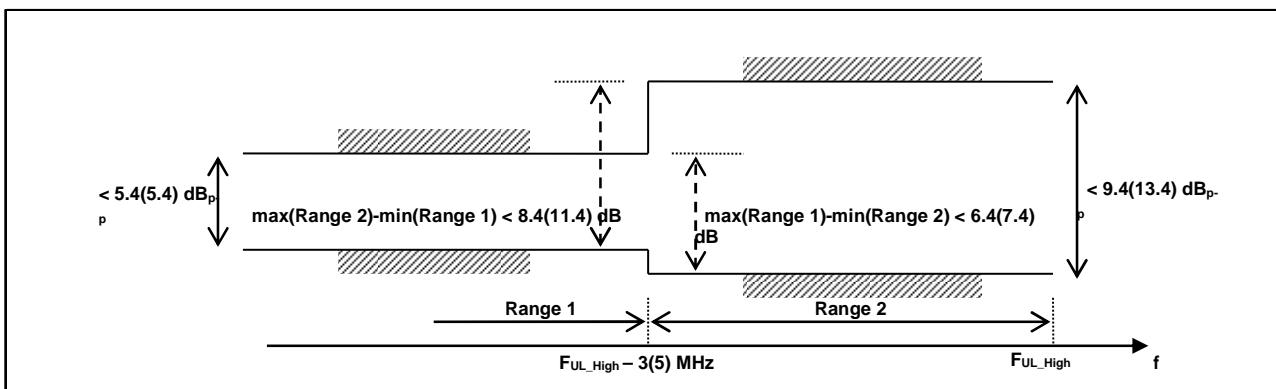 < 5.4(5.4) dBp-
p
max(Range 2)-min(Range 1) < 8.4(11.4) dB
max(Range 1)-min(Range 2) < 6.4(7.4)
dB
< 9.4(13.4) dBp-
p
Range 1
Range 2
FUL_High – 3(5) MHz
FUL_High
f